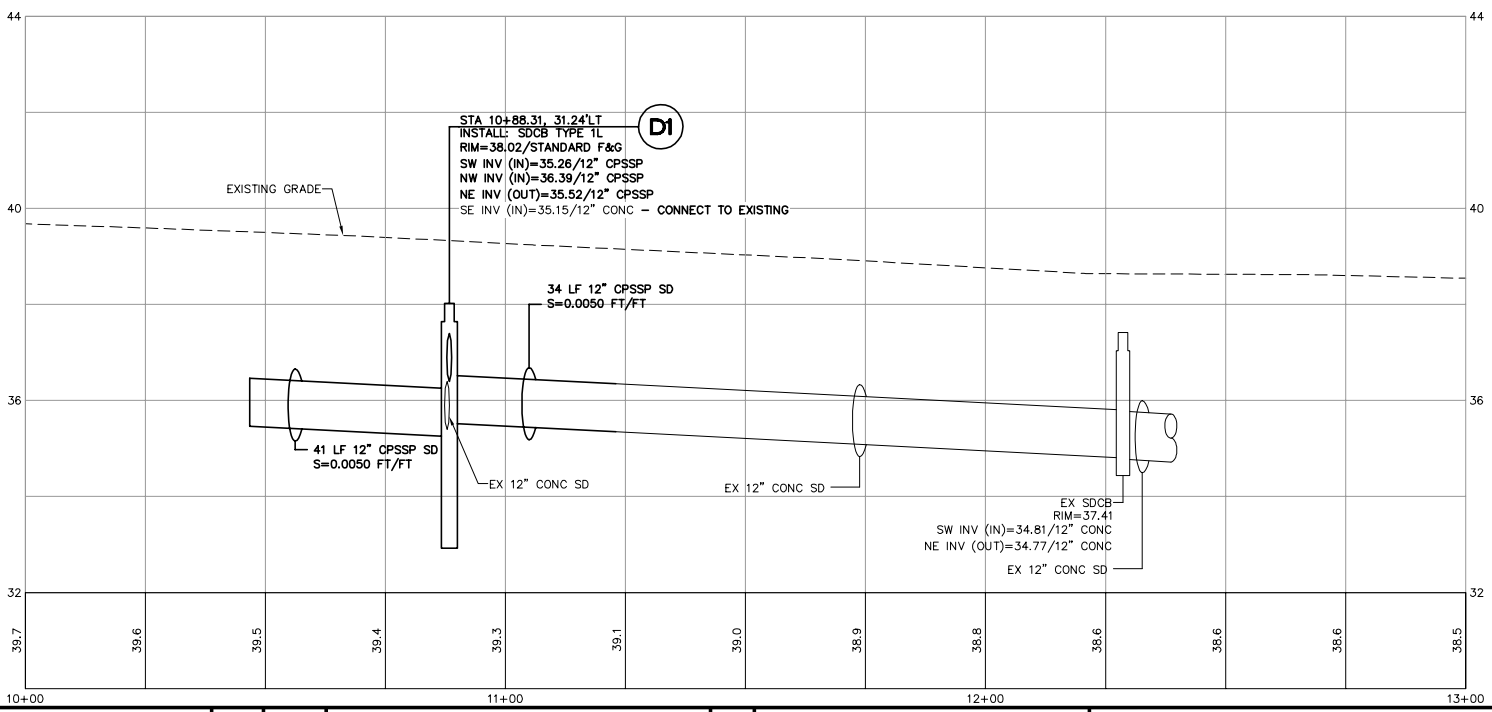 44
44
STA 10+88.31, 31.24'LT
INSTALL: SDCB TYPE 1L
RIM=38.02/STANDARD F&G
SW INV (IN)=35.26/12" CPSSP
NW INV (IN)=36.39/12" CPSSP
NE INV (OUT)=35.52/12" CPSSP
SE INV (IN)=35.15/12" CONC - CONNECT TO EXISTING
D1
EXISTING GRADE
40
40
34 LF 12" CPSSP SD
S=0.0050 FT/FT
36
36
41 LF 12" CPSSP SD
S=0.0050 FT/FT
EX 12" CONC SD
EX 12" CONC SD
EX SDCB
RIM=37.41
SW INV (IN)=34.81/12" CONC
NE INV (OUT)=34.77/12" CONC
EX 12" CONC SD
32
32
39.7
39.6
39.5
39.4
39.3
39.1
39.0
38.9
38.8
38.6
38.6
38.6
38.5
10+00
11+00
12+00
13+00